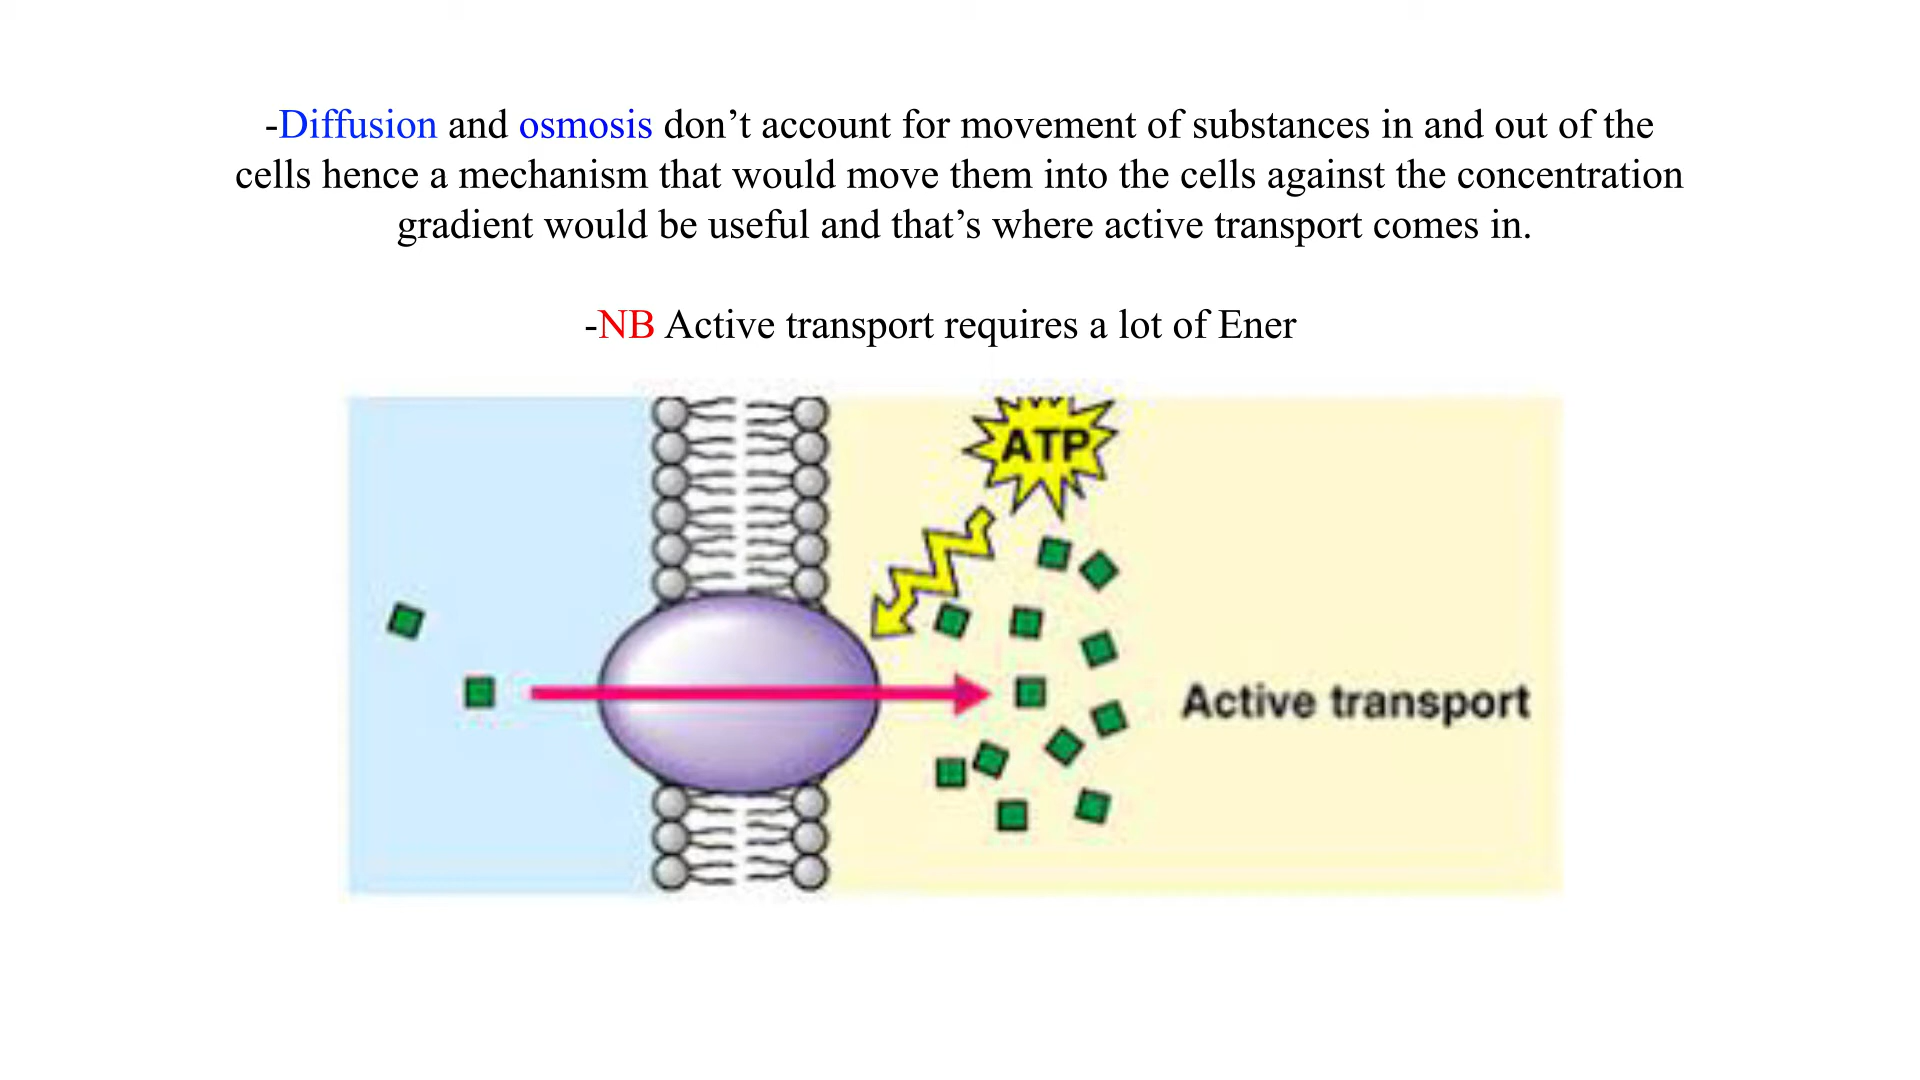 -Diffusion and osmosis don’t account for movement of substances in and out of the
cells hence a mechanism that would move them into the cells against the concentration
gradient would be useful and that’s where active transport comes in.
-NB Active transport requires a lot of Ener
ATP
Active transport